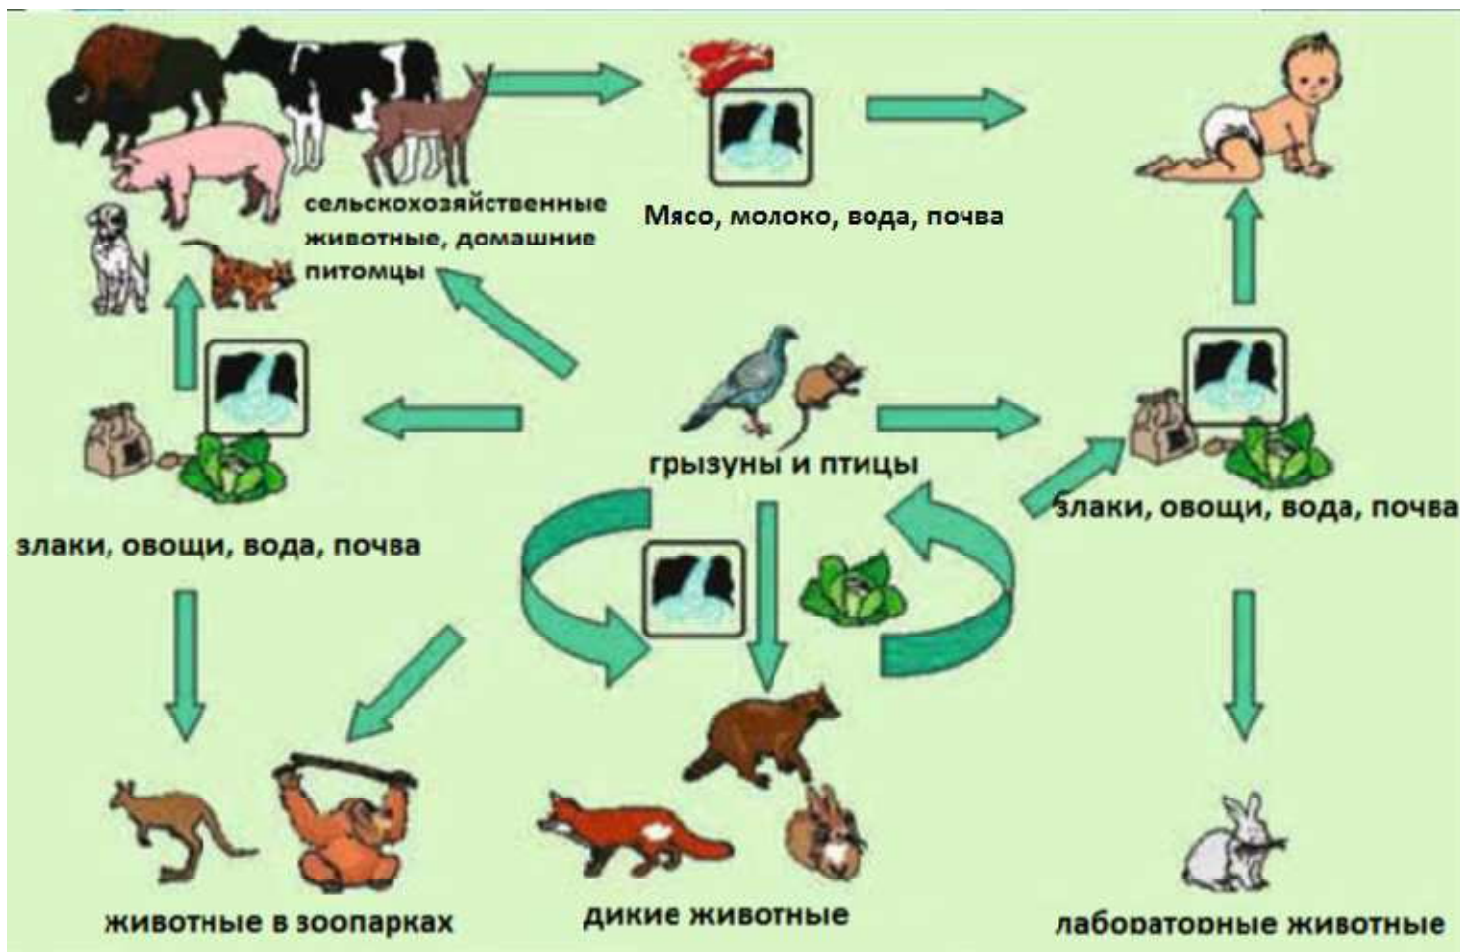 сельскохозяйственные
животные, домашние
питомцы
Мясо, молоко, вода, почва
грызуны и птицы
злаки, овощи, вода, почва
злаки, овощи, вода, почва
животные в зоопарках
дикие животные
лабораторные животные